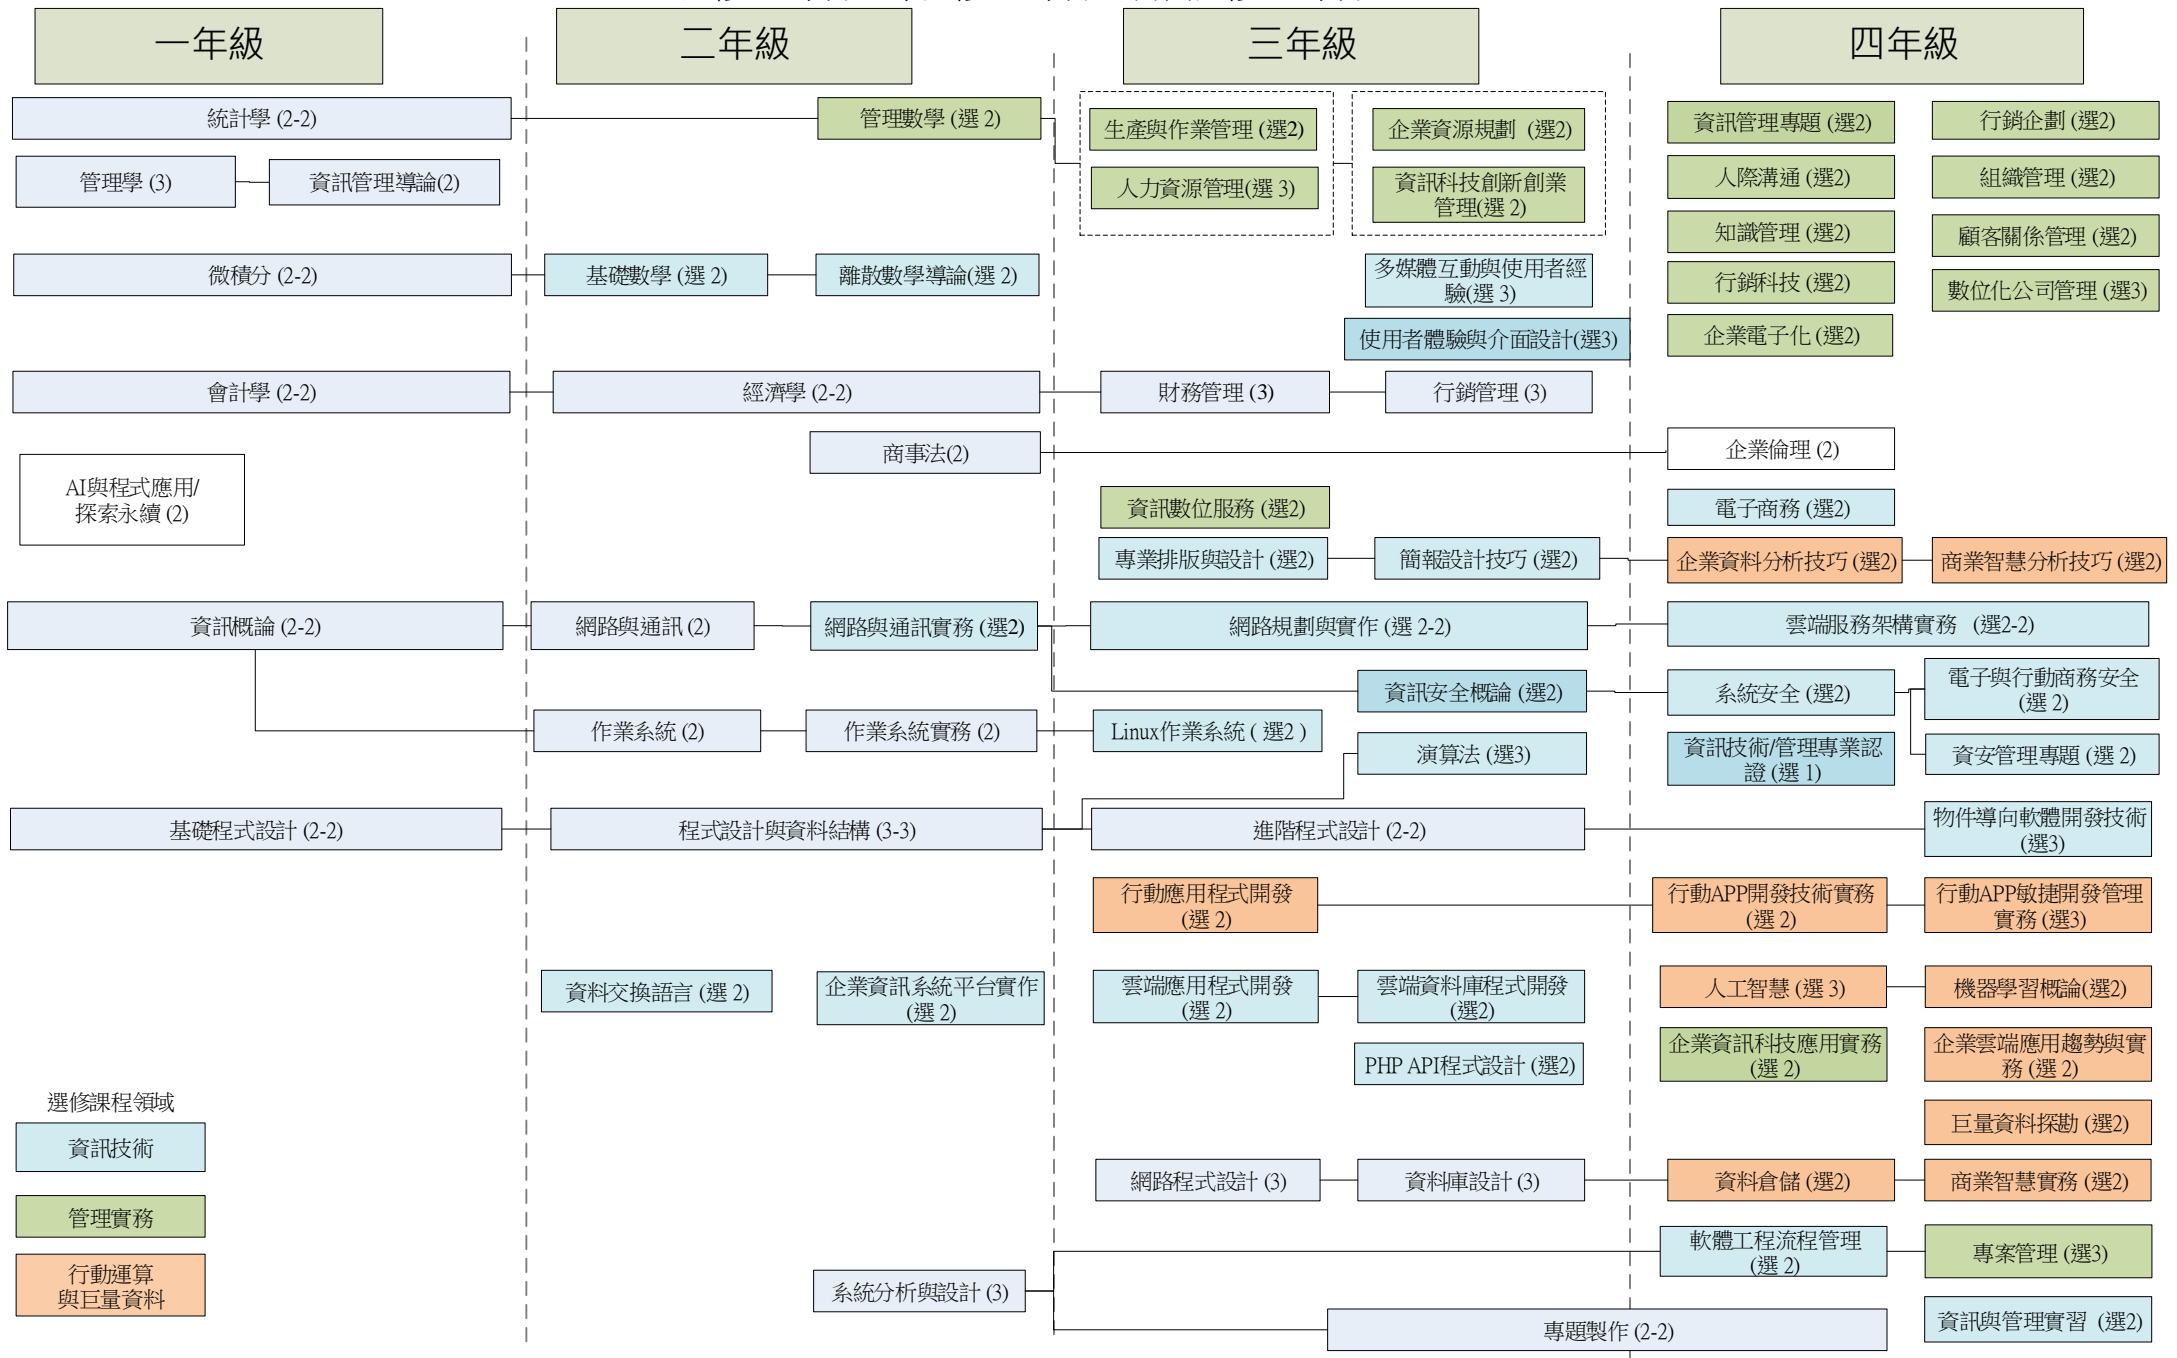 一年級
二年級
三年級
四年級
統計學 (2-2)
管理數學 (選 2)
生產與作業管理 (選2)
企業資源規劃 (選2)
資訊管理專題 (選2)
行銷企劃 (選2)
管理學 (3)
資訊管理導論(2)
人力資源管理(選 3)
資訊科技創新創業
管理(選 2)
人際溝通 (選2)
組織管理 (選2)
知識管理 (選2)
顧客關係管理 (選2)
微積分 (2-2)
基礎數學 (選 2)
離散數學導論(選 2)
多媒體互動與使用者經
驗(選 3)
行銷科技 (選2)
數位化公司管理 (選3)
使用者體驗與介面設計(選3)
企業電子化 (選2)
會計學 (2-2)
經濟學 (2-2)
財務管理 (3)
行銷管理 (3)
商事法(2)
企業倫理 (2)
AI與程式應用/
探索永續 (2)
資訊數位服務 (選2)
電子商務 (選2)
專業排版與設計 (選2)
簡報設計技巧 (選2)
企業資料分析技巧 (選2)
商業智慧分析技巧 (選2)
資訊概論 (2-2)
網路與通訊 (2)
網路與通訊實務 (選2)
網路規劃與實作 (選 2-2)
雲端服務架構實務 (選2-2)
資訊安全概論 (選2)
系統安全 (選2)
電子與行動商務安全
(選 2)
作業系統 (2)
作業系統實務 (2)
Linux作業系統 ( 選2 )
演算法 (選3)
資訊技術/管理專業認
證 (選 1)
資安管理專題 (選 2)
基礎程式設計 (2-2)
程式設計與資料結構 (3-3)
進階程式設計 (2-2)
物件導向軟體開發技術
(選3)
行動應用程式開發
(選 2)
行動APP開發技術實務
(選 2)
行動APP敏捷開發管理
實務 (選3)
資料交換語言 (選 2)
企業資訊系統平台實作
(選 2)
雲端應用程式開發
(選 2)
雲端資料庫程式開發
(選2)
人工智慧 (選 3)
機器學習概論(選2)
PHP API程式設計 (選2)
企業資訊科技應用實務
(選 2)
企業雲端應用趨勢與實
務 (選 2)
選修課程領域
資訊技術
巨量資料探勘 (選2)
網路程式設計 (3)
資料庫設計 (3)
資料倉儲 (選2)
商業智慧實務 (選2)
管理實務
軟體工程流程管理
(選 2)
專案管理 (選3)
行動運算
與巨量資料
系統分析與設計 (3)
專題製作 (2-2)
資訊與管理實習 (選2)